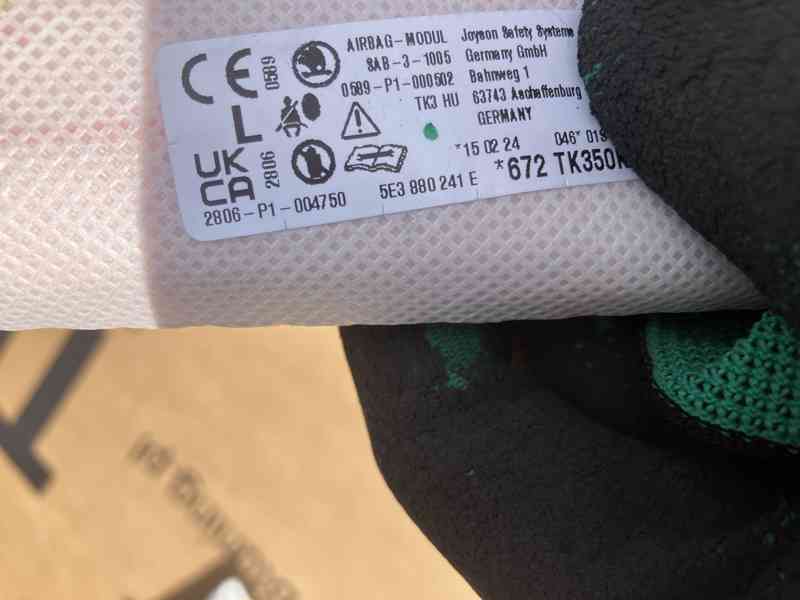 CE 0589
AIRBAG-MODUL
SAB-3-1005
0589-P1-000502
TK3 HU
Joyson Safety Systems
Germany GmbH
Bahnweg 1
63743 Aschaffenburg
GERMANY
L
UK
CA 2806
2806-P1-004750
5E3 880 241 E
*15 02 24
046* 018
*672 TK350